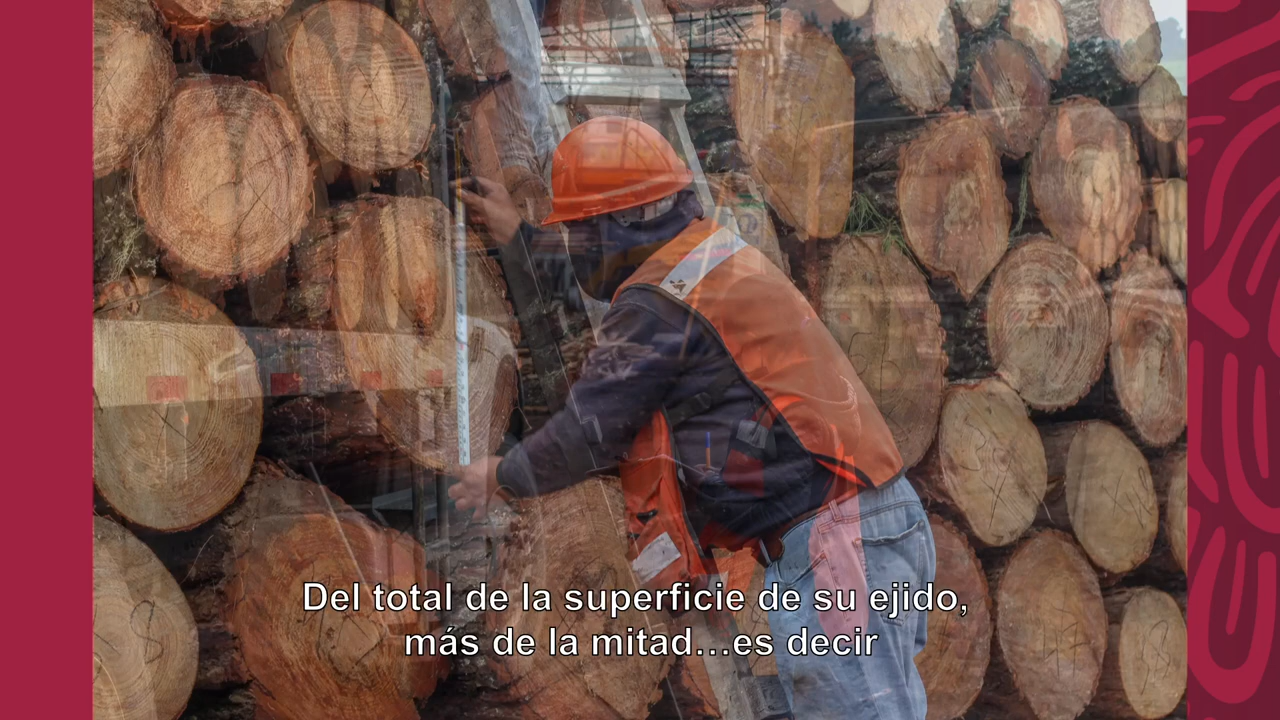 Del total de la superficie de su ejido,
más de la mitad...es decir